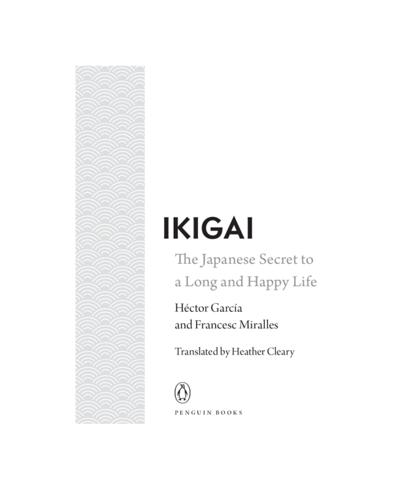 IKIGAI
The Japanese Secret to
a Long and Happy Life
Héctor García
and Francesc Miralles
Translated by Heather Cleary
PENGUIN BOOKS